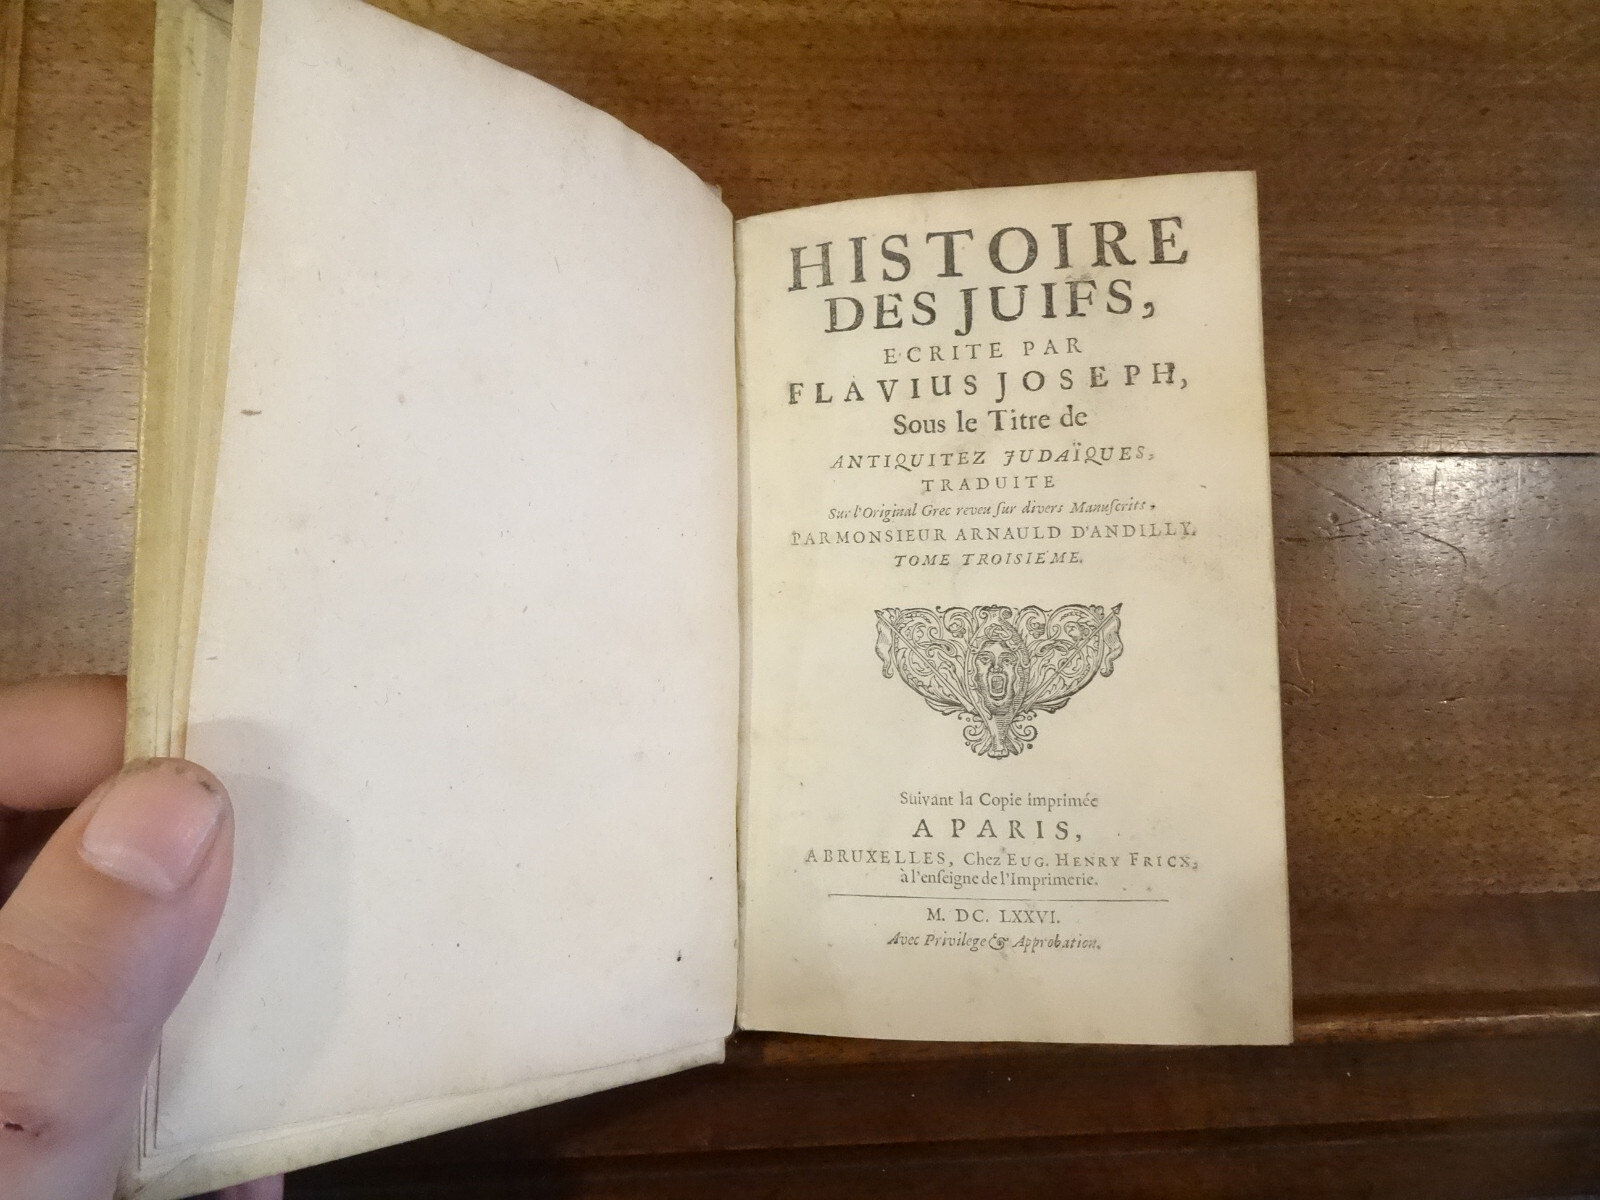 HISTOIRE
DES JUIFS,
ECRITE PAR
FLAVIUS JOSEPH,
Sous le Titre de
ANTIQUITEZ JUDAÏQUES,
TRADUITE
Sur l'Original Grec reveu ſur divers Manuſcrits,
PAR MONSIEUR ARNAULD D'ANDILLY.
TOME TROISIEME.
Suivant la Copie imprimée
A PARIS,
A BRUXELLES, Chez EUG. HENRY FRICX,
à l'enſeigne de l'Imprimerie.
M. DC. LXXVI.
Avec Privilege & Approbation.